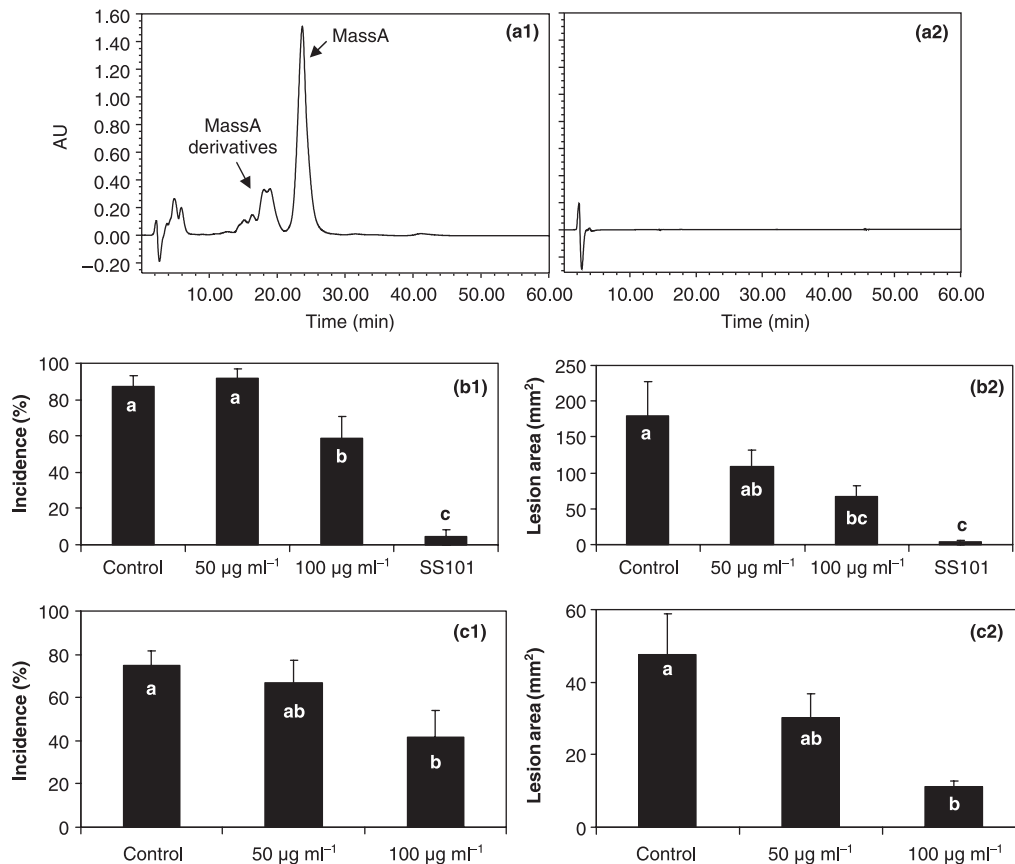 1.60
1.40
1.20
1.00
0.80
0.60
0.40
0.20
0.00
–0.20
AU
MassA
MassA
derivatives
(a1)
10.00 20.00 30.00 40.00 50.00 60.00
Time (min)
(a2)
10.00 20.00 30.00 40.00 50.00 60.00
Time (min)
100
80
60
40
20
0
Incidence (%)
(b1)
a a b c
Control 50 µg ml⁻¹ 100 µg ml⁻¹ SS101
250
200
150
100
50
0
Lesion area (mm²)
(b2)
a ab bc c
Control 50 µg ml⁻¹ 100 µg ml⁻¹ SS101
100
80
60
40
20
0
Incidence (%)
(c1)
a ab b
Control 50 µg ml⁻¹ 100 µg ml⁻¹
60
40
20
0
Lesion area (mm²)
(c2)
a ab b
Control 50 µg ml⁻¹ 100 µg ml⁻¹